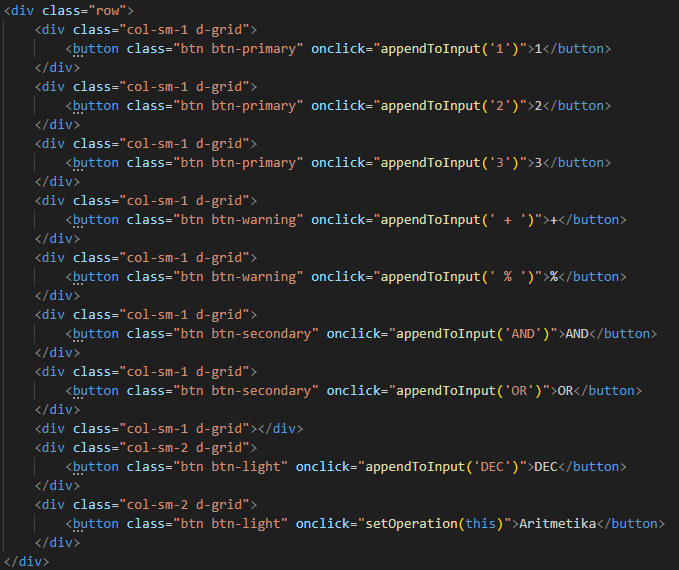 <div class="row">
    <div class="col-sm-1 d-grid">
        <button class="btn btn-primary" onclick="appendToInput('1')">1</button>
    </div>
    <div class="col-sm-1 d-grid">
        <button class="btn btn-primary" onclick="appendToInput('2')">2</button>
    </div>
    <div class="col-sm-1 d-grid">
        <button class="btn btn-primary" onclick="appendToInput('3')">3</button>
    </div>
    <div class="col-sm-1 d-grid">
        <button class="btn btn-warning" onclick="appendToInput(' + ')">+</button>
    </div>
    <div class="col-sm-1 d-grid">
        <button class="btn btn-warning" onclick="appendToInput(' % ')">%</button>
    </div>
    <div class="col-sm-1 d-grid">
        <button class="btn btn-secondary" onclick="appendToInput('AND')">AND</button>
    </div>
    <div class="col-sm-1 d-grid">
        <button class="btn btn-secondary" onclick="appendToInput('OR')">OR</button>
    </div>
    <div class="col-sm-1 d-grid"></div>
    <div class="col-sm-2 d-grid">
        <button class="btn btn-light" onclick="appendToInput('DEC')">DEC</button>
    </div>
    <div class="col-sm-2 d-grid">
        <button class="btn btn-light" onclick="setOperation(this)">Aritmetika</button>
    </div>
</div>